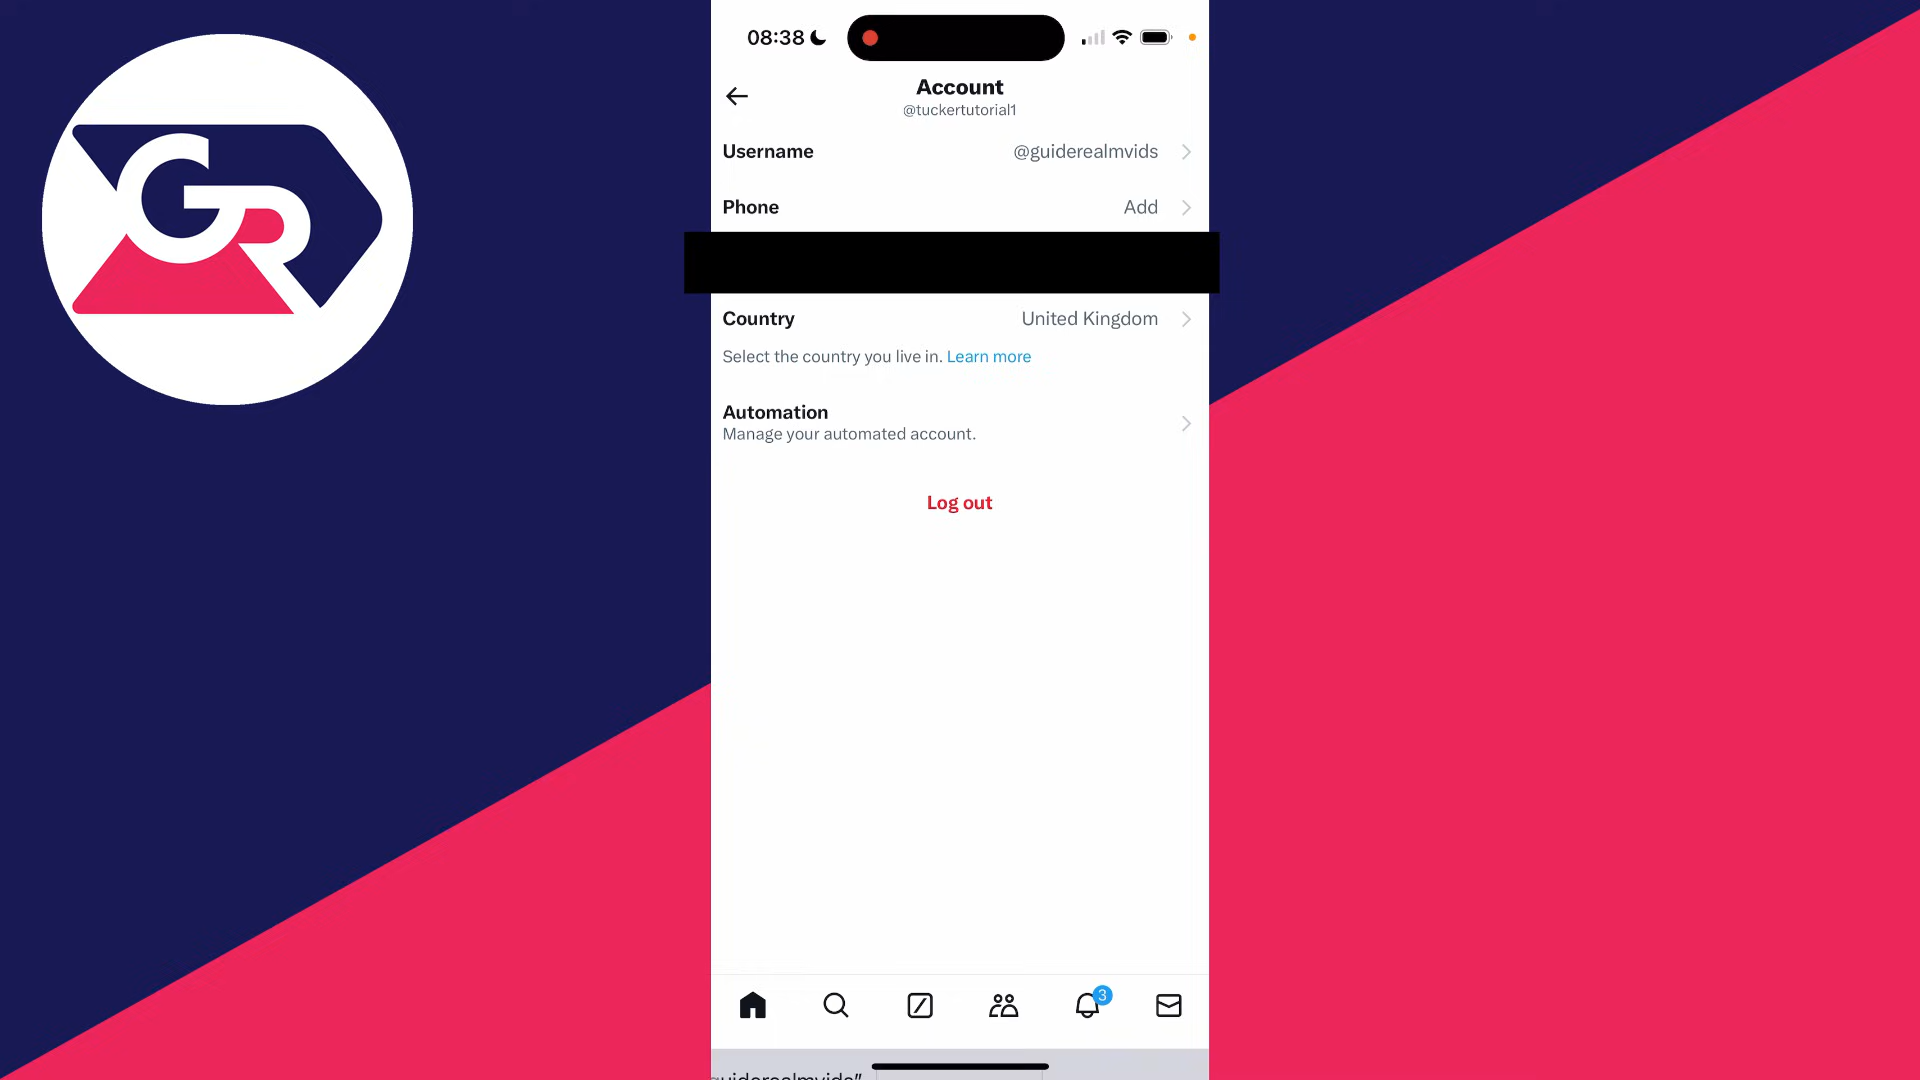 GR
08:38
Account
@tuckertutorial1
Username @guiderealmvids
Phone Add
Country United Kingdom
Select the country you live in. Learn more
Automation
Manage your automated account.
Log out
3